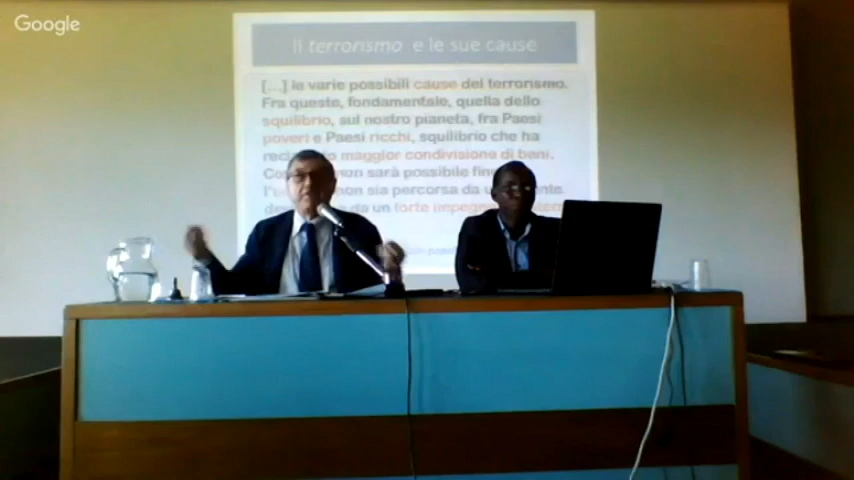 Google
Il terrorismo e le sue cause
[...] le varie possibili cause del terrorismo.
Fra queste, fondamentale, quella dello
squilibrio, sul nostro pianeta, fra Paesi
poveri e Paesi ricchi, squilibrio che ha
maggior condivisione di beni.
non sarà possibile
non sia percorsa da un
da un forte impegno